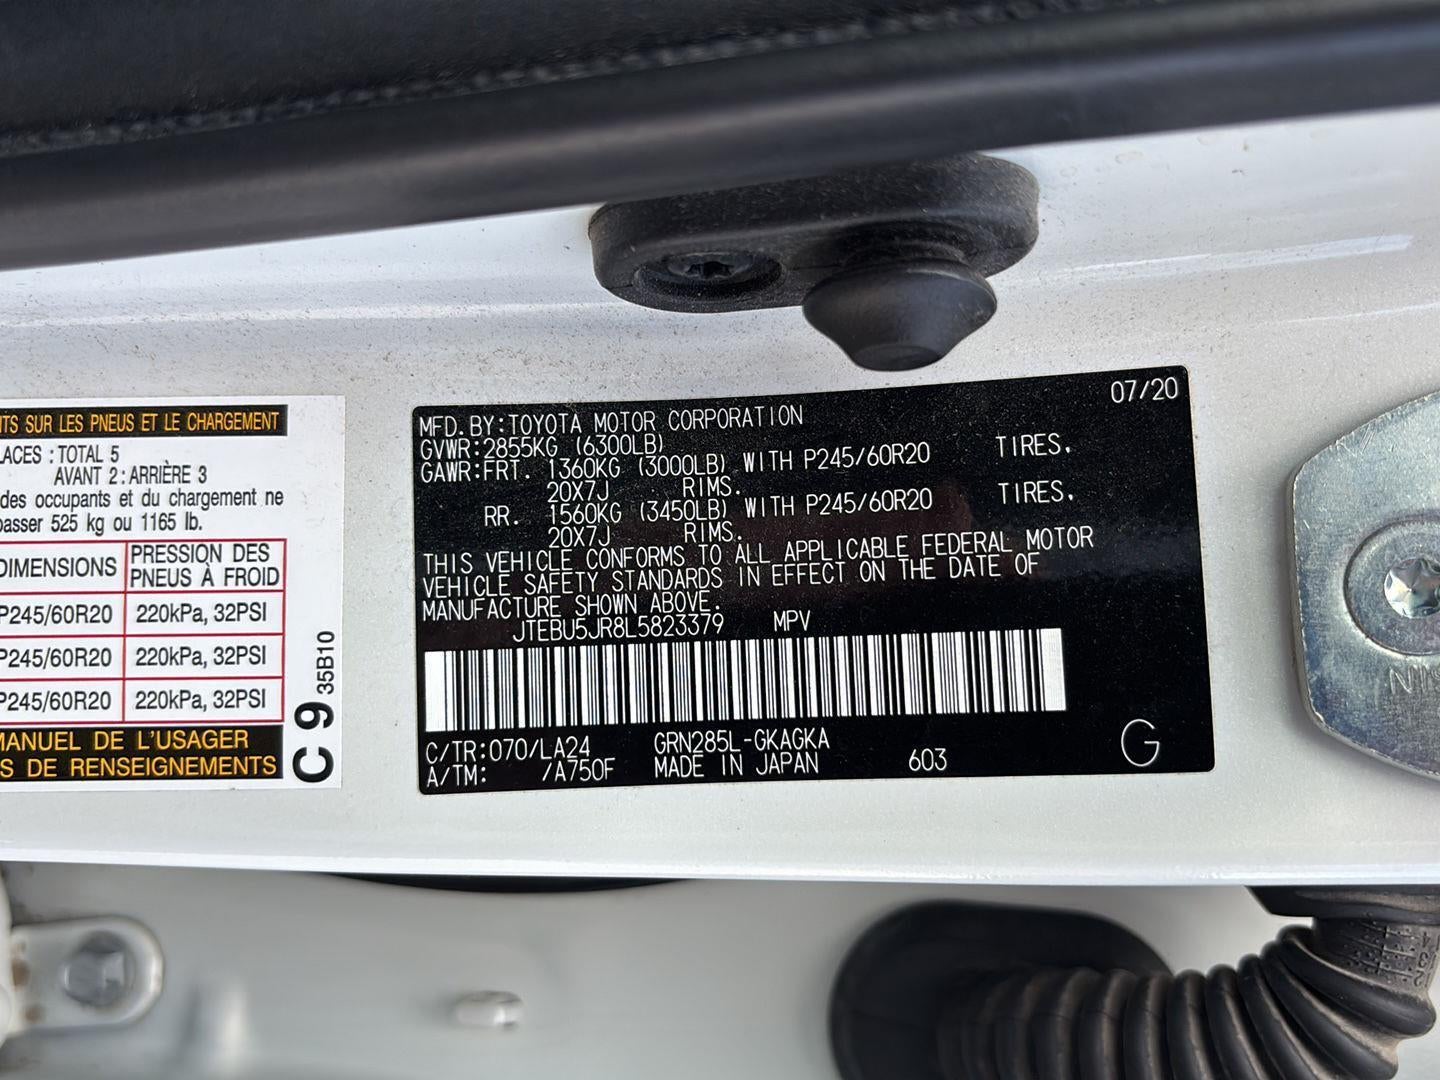 TS SUR LES PNEUS ET LE CHARGEMENT
LACES : TOTAL 5
AVANT 2 : ARRIÈRE 3
des occupants et du chargement ne
passer 525 kg ou 1165 lb.
DIMENSIONS PRESSION DES PNEUS À FROID
P245/60R20 220kPa, 32PSI
P245/60R20 220kPa, 32PSI
P245/60R20 220kPa, 32PSI
MANUEL DE L'USAGER
S DE RENSEIGNEMENTS
C 9 35B10
07/20
MFD.BY:TOYOTA MOTOR CORPORATION
GVWR:2855KG (6300LB)
GAWR:FRT. 1360KG (3000LB) WITH P245/60R20 TIRES,
20X7J RIMS.
RR. 1560KG (3450LB) WITH P245/60R20 TIRES,
20X7J RIMS.
THIS VEHICLE CONFORMS TO ALL APPLICABLE FEDERAL MOTOR
VEHICLE SAFETY STANDARDS IN EFFECT ON THE DATE OF
MANUFACTURE SHOWN ABOVE.
JTEBU5JR8L5823379 MPV
C/TR:070/LA24 GRN285L-GKAGKA
A/TM: /A750F MADE IN JAPAN 603 G